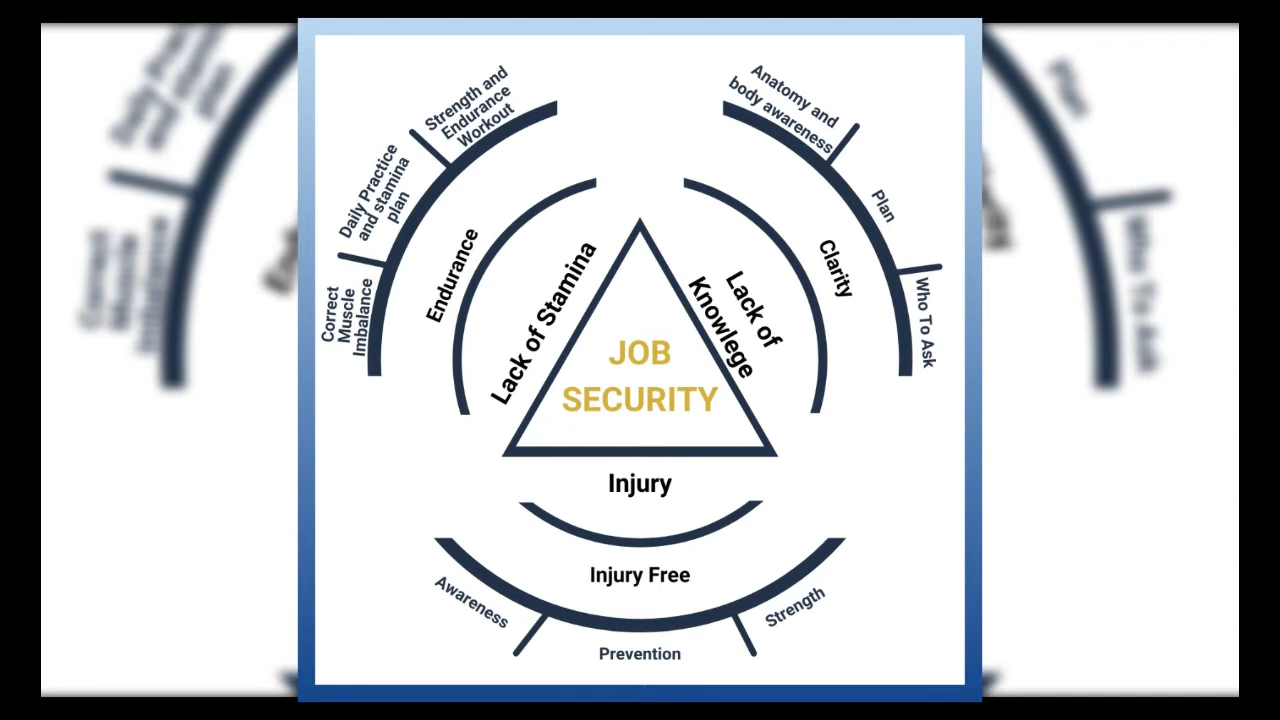 Strength and
Endurance
Workout
Daily Practice
and stamina
plan
Correct
Muscle
Imbalance
Endurance
Lack of Stamina
Anatomy and
body awareness
Plan
Who To Ask
Clarity
Lack of
Knowlege
JOB
SECURITY
Injury
Injury Free
Awareness
Prevention
Strength